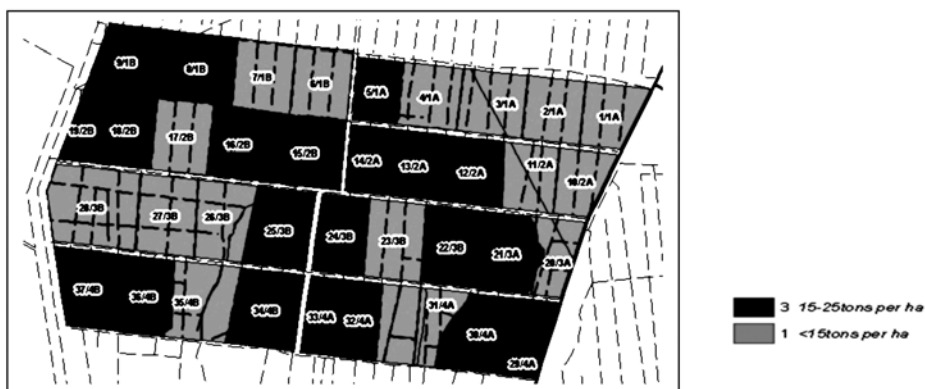 9/1B 8/1B 7/1B 6/1B 5/1A 4/1A 3/1A 2/1A 1/1A
19/2B 18/2B 17/2B 16/2B 15/2B 14/2A 13/2A 12/2A 11/2A 10/2A
28/3B 27/3B 26/3B 25/3B 24/3B 23/3B 22/3B 21/3A 20/3A
37/4B 36/4B 35/4B 34/4B 33/4A 32/4A 31/4A 30/4A 29/4A
3 15-25tons per ha
1 <15tons per ha